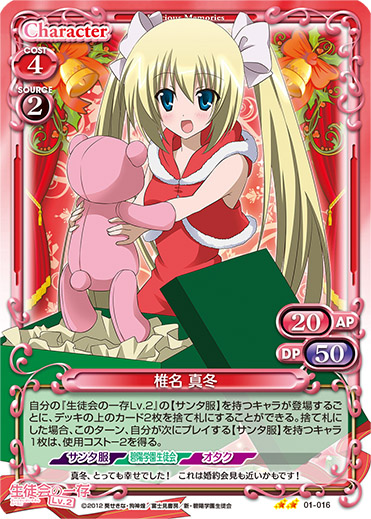 Precious Memories
Character
COST
4
SOURCE
2
20 AP
DP 50
椎名 真冬
自分の「生徒会の一存Lv.2」の【サンタ服】を持つキャラが登場するご
とに、デッキの上のカード2枚を捨て札にすることができる。捨て札に
した場合、このターン、自分が次にプレイする【サンタ服】を持つキャラ
1枚は、使用コスト−2を得る。
サンタ服 碧陽学園生徒会 オタク
真冬、とっても幸せでした! これは婚約会見も近いかもです!
生徒会の一存
Lv.2
01-016
©2012 葵せきな・狗神煌/富士見書房/新・碧陽学園生徒会